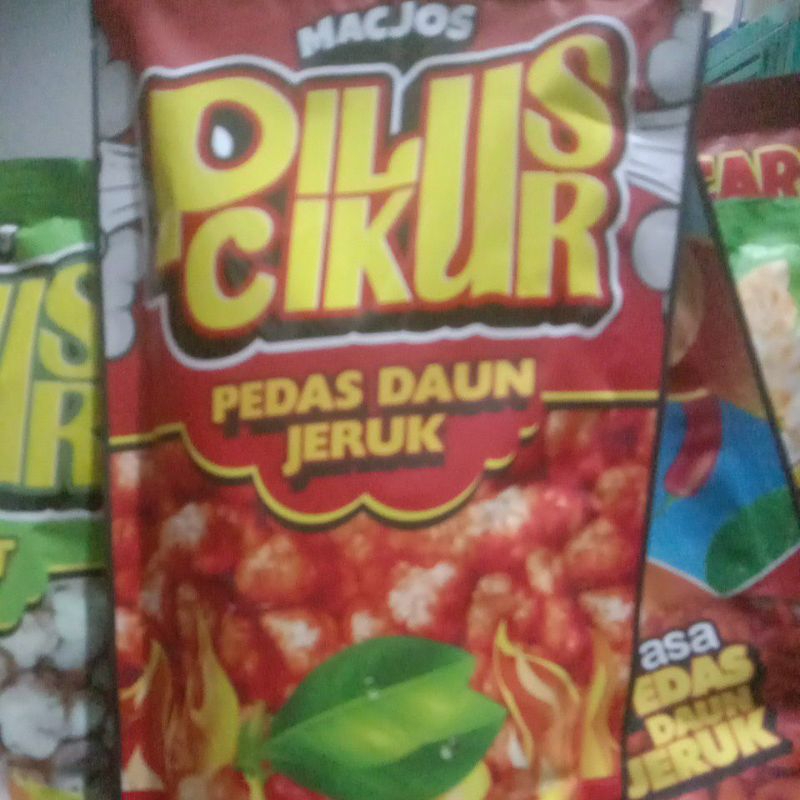 MACJOS
PILUS
CIKUR
PEDAS DAUN
JERUK
asa
EDAS
DAUN
JERUK